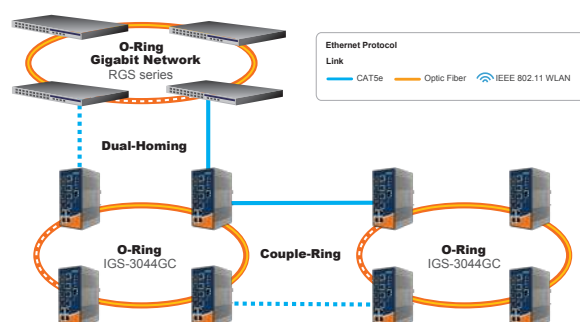 O-Ring
Gigabit Network
RGS series
Ethernet Protocol
Link
CAT5e
Optic Fiber
IEEE 802.11 WLAN
Dual-Homing
O-Ring
IGS-3044GC
Couple-Ring
O-Ring
IGS-3044GC